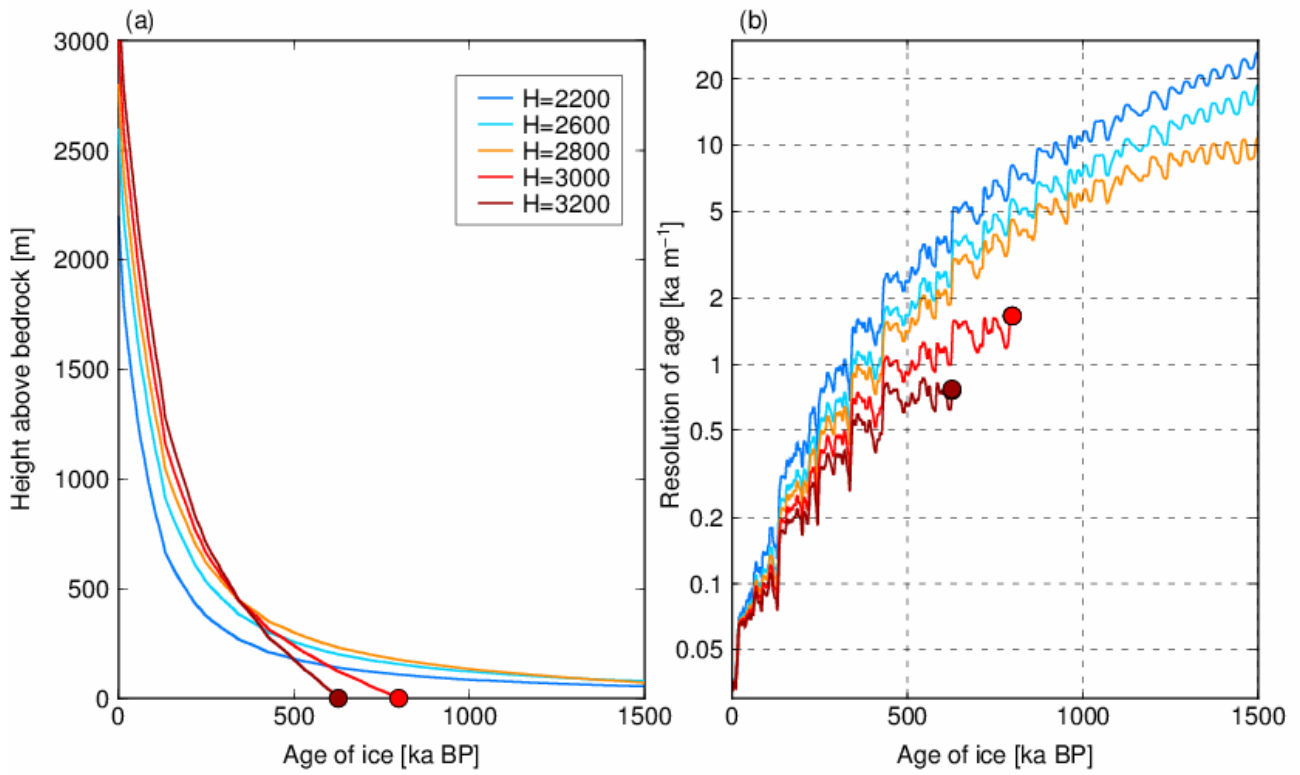 (a)
3000
2500
2000
1500
1000
500
0
Height above bedrock [m]
H=2200
H=2600
H=2800
H=3000
H=3200
0 500 1000 1500
Age of ice [ka BP]
(b)
20
10
5
2
1
0.5
0.2
0.1
0.05
Resolution of age [ka m⁻¹]
0 500 1000 1500
Age of ice [ka BP]